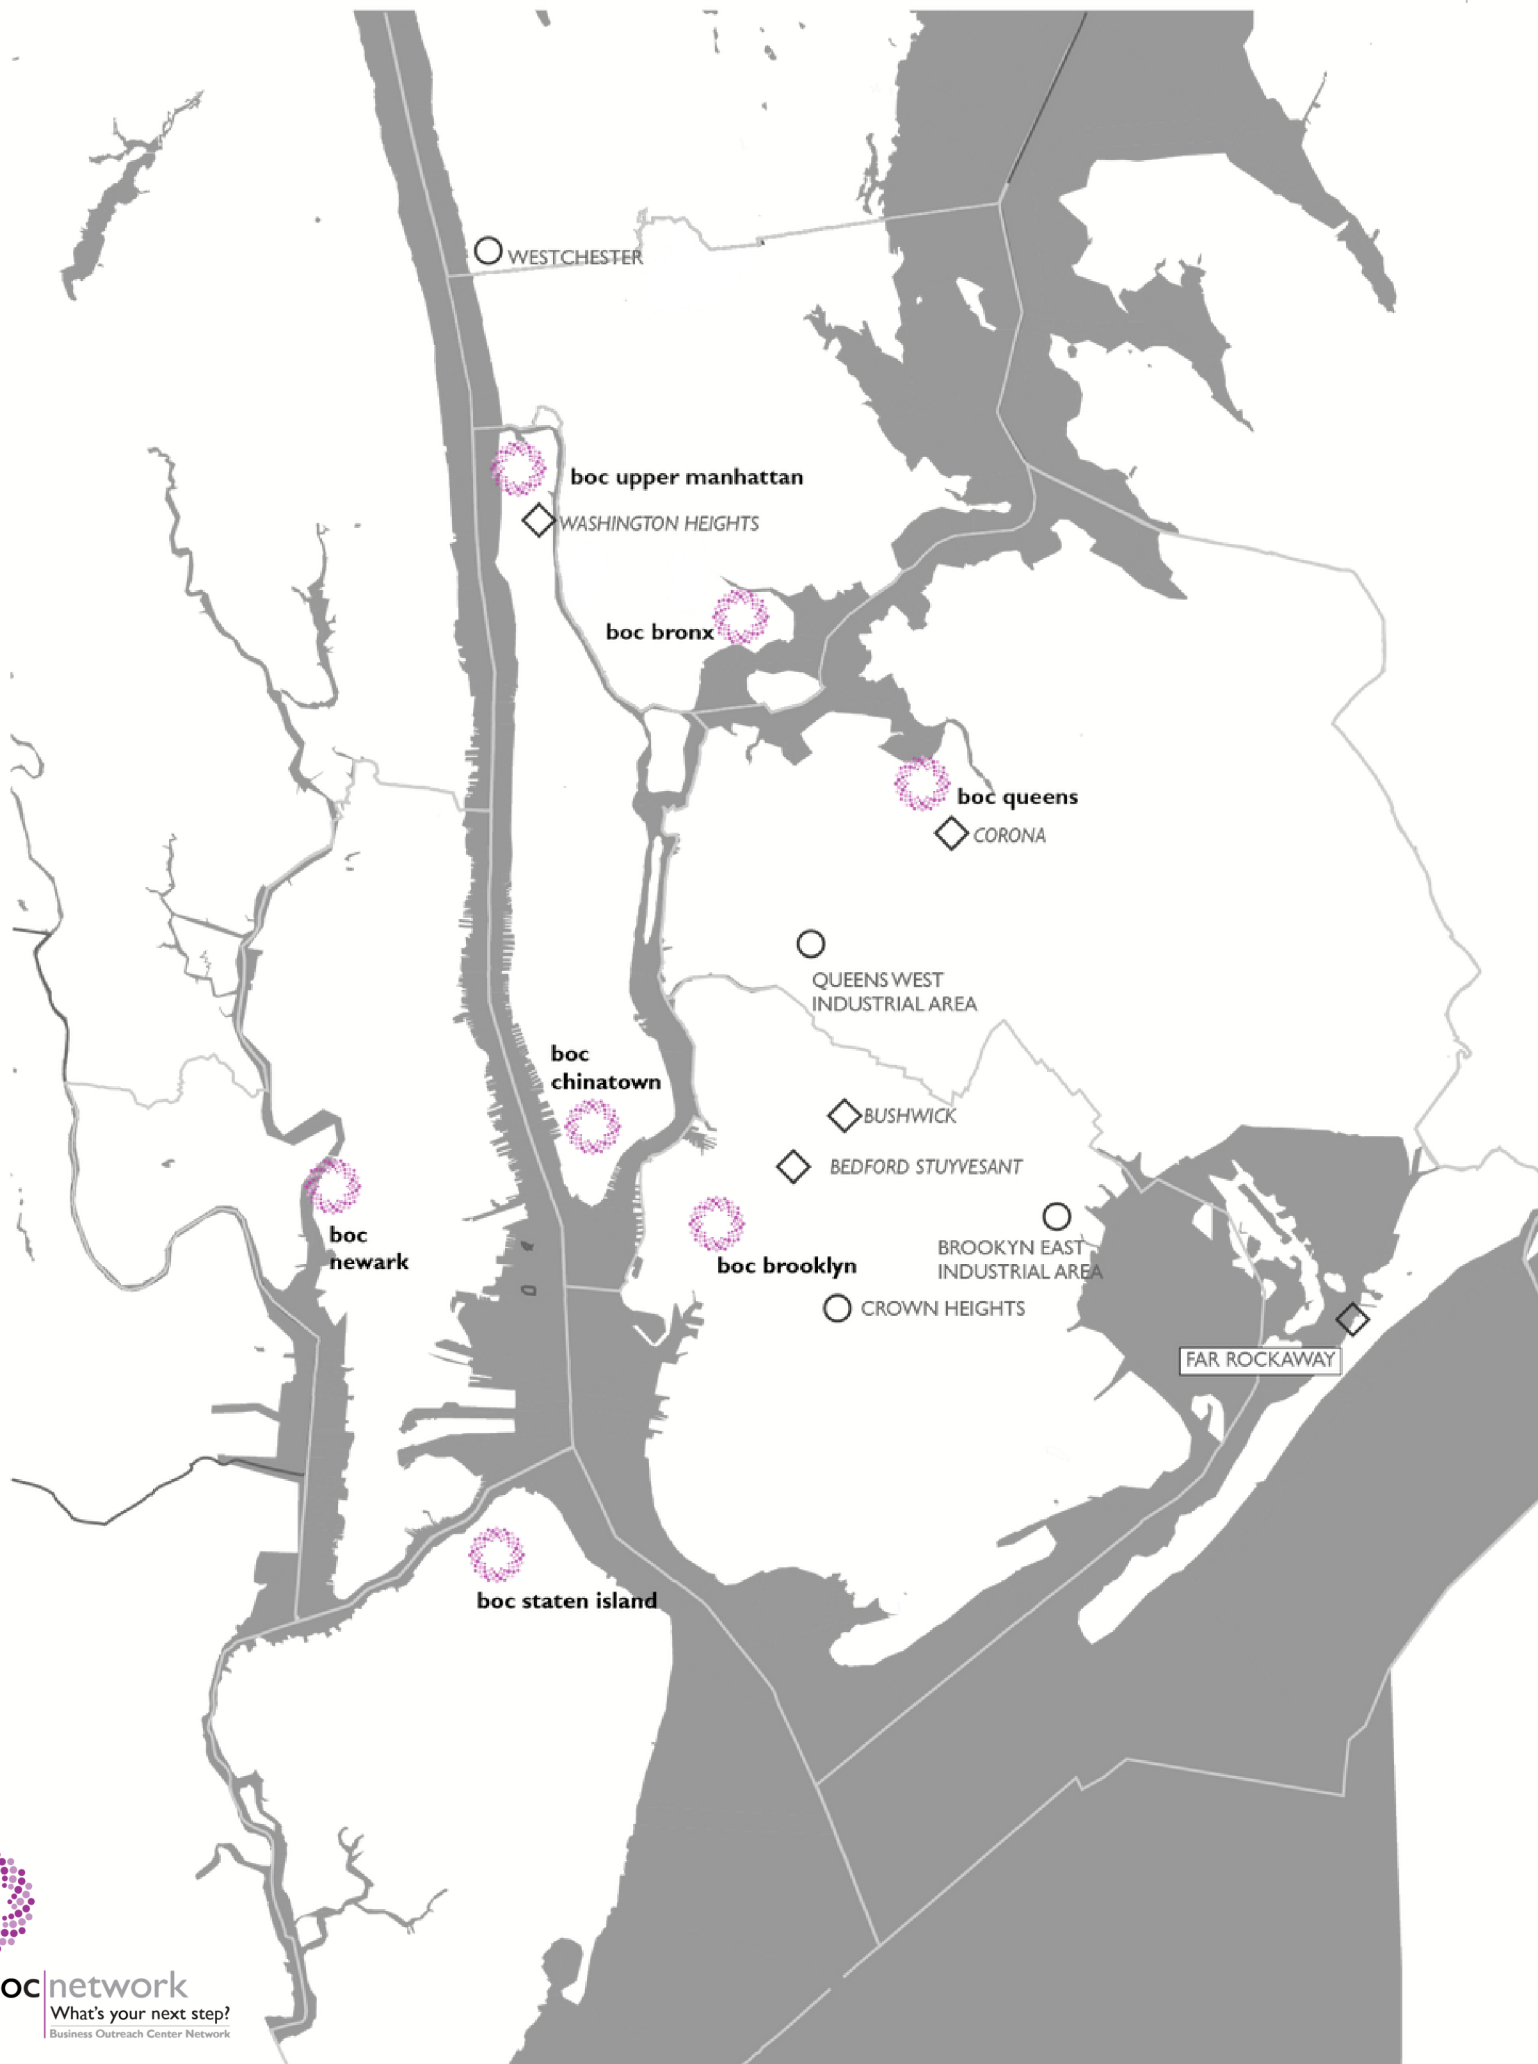 WESTCHESTER
boc upper manhattan
WASHINGTON HEIGHTS
boc bronx
boc queens
CORONA
QUEENS WEST
INDUSTRIAL AREA
boc
chinatown
BUSHWICK
BEDFORD STUYVESANT
boc
newark
BROOKYN EAST
INDUSTRIAL AREA
boc brooklyn
CROWN HEIGHTS
FAR ROCKAWAY
boc staten island
oc network
What's your next step?
Business Outreach Center Network